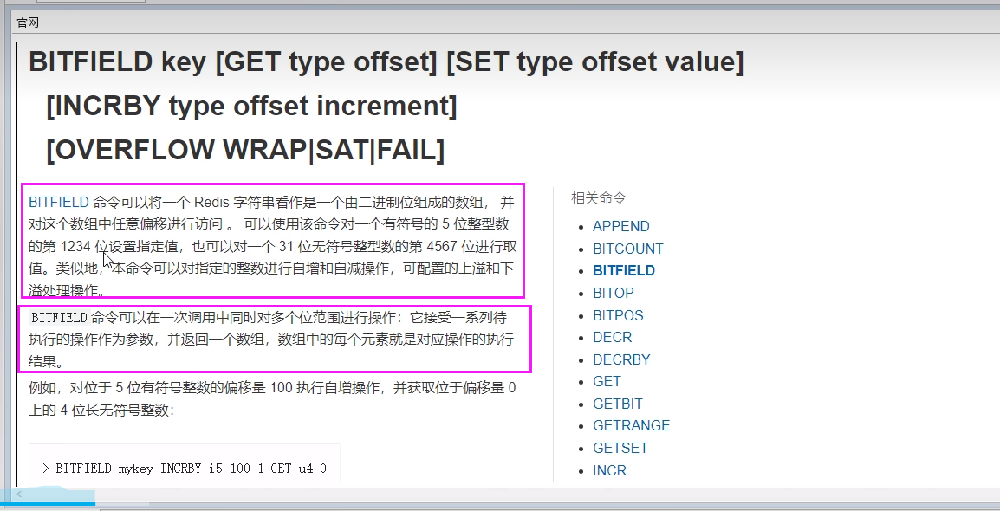 官网
BITFIELD key [GET type offset] [SET type offset value]
[INCRBY type offset increment]
[OVERFLOW WRAP|SAT|FAIL]
BITFIELD 命令可以将一个 Redis 字符串看作是一个由二进制位组成的数组， 并
对这个数组中任意偏移进行访问 。 可以使用该命令对一个有符号的 5 位整型数
的第 1234 位设置指定值，也可以对一个 31 位无符号整型数的第 4567 位进行取
值。类似地，本命令可以对指定的整数进行自增和自减操作，可配置的上溢和下
溢处理操作。
BITFIELD 命令可以在一次调用中同时对多个位范围进行操作：它接受一系列待
执行的操作作为参数，并返回一个数组，数组中的每个元素就是对应操作的执行
结果。
例如，对位于 5 位有符号整数的偏移量 100 执行自增操作，并获取位于偏移量 0
上的 4 位长无符号整数：
> BITFIELD mykey INCRBY i5 100 1 GET u4 0
相关命令
APPEND
BITCOUNT
BITFIELD
BITOP
BITPOS
DECR
DECRBY
GET
GETBIT
GETRANGE
GETSET
INCR